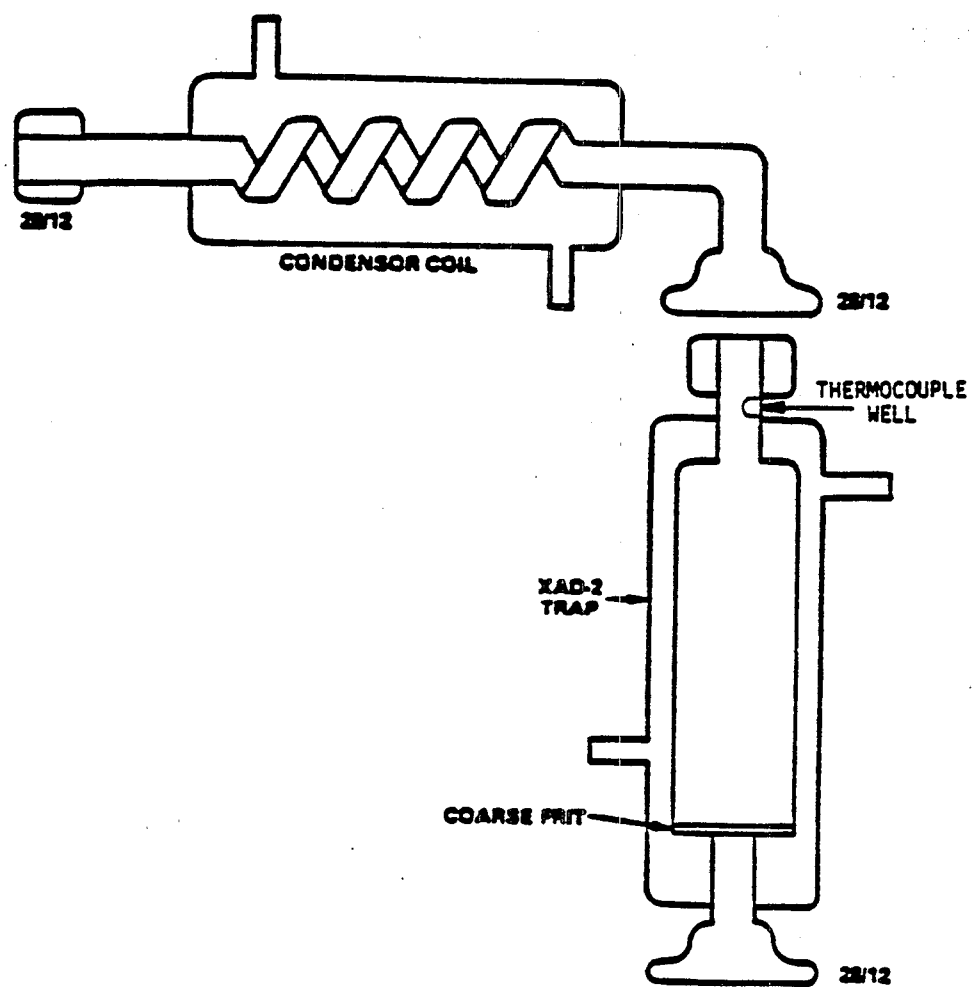 28/12
CONDENSOR COIL
28/12
THERMOCOUPLE
WELL
XAD-2
TRAP
COARSE FRIT
28/12